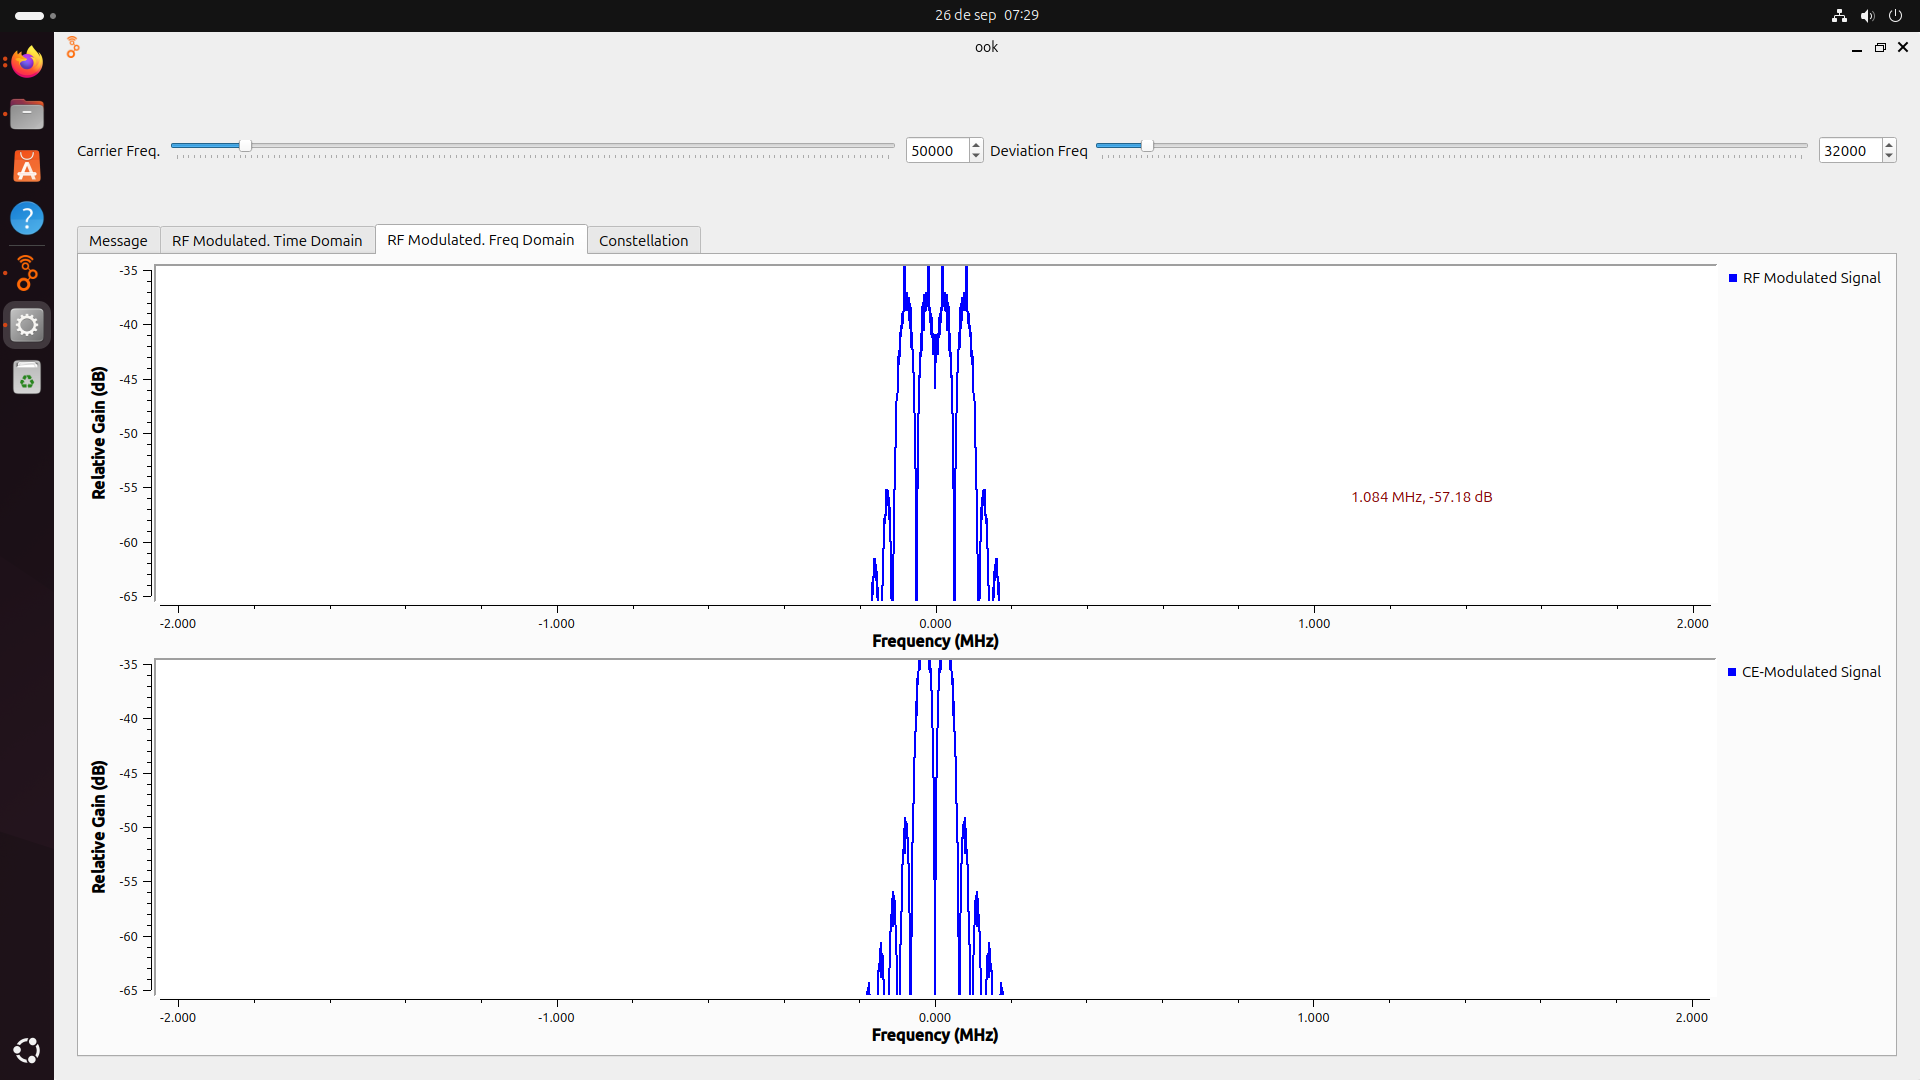 26 de sep 07:29
ook
Carrier Freq. 50000 Deviation Freq 32000
Message RF Modulated. Time Domain RF Modulated. Freq Domain Constellation
-35
-40
-45
-50
-55
-60
-65
Relative Gain (dB)
RF Modulated Signal
1.084 MHz, -57.18 dB
-2.000 -1.000 0.000 1.000 2.000
Frequency (MHz)
-35
-40
-45
-50
-55
-60
-65
Relative Gain (dB)
CE-Modulated Signal
-2.000 -1.000 0.000 1.000 2.000
Frequency (MHz)